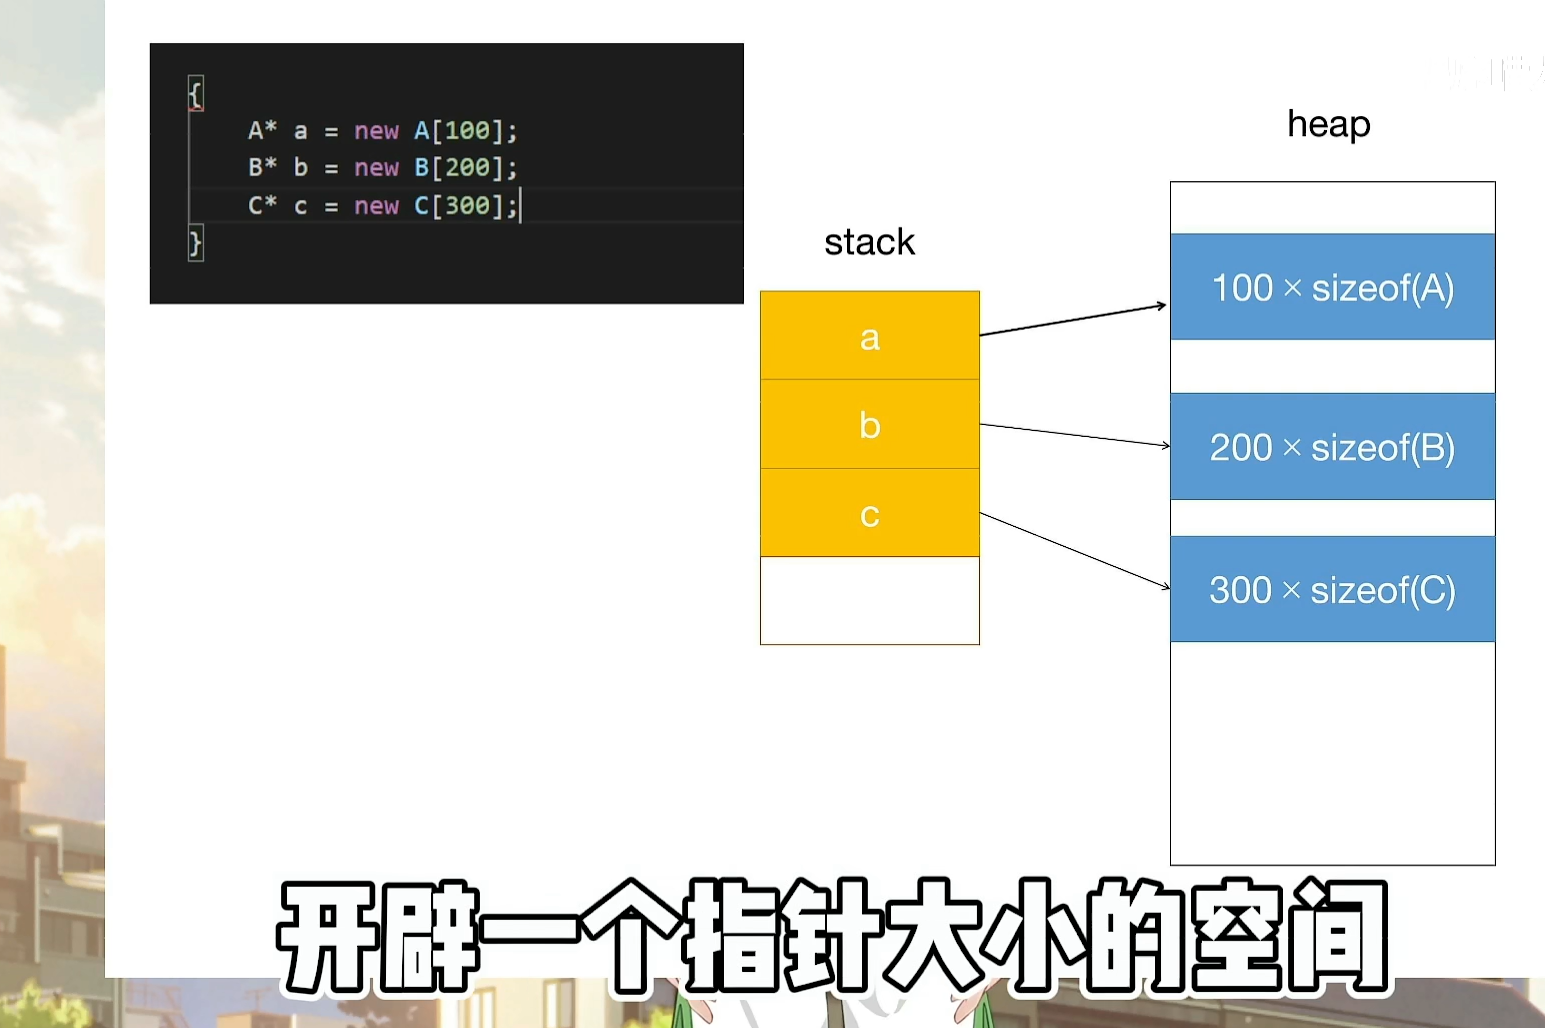 {
A* a = new A[100];
B* b = new B[200];
C* c = new C[300];
}
stack
a
b
c
heap
100 × sizeof(A)
200 × sizeof(B)
300 × sizeof(C)
开辟一个指针大小的空间